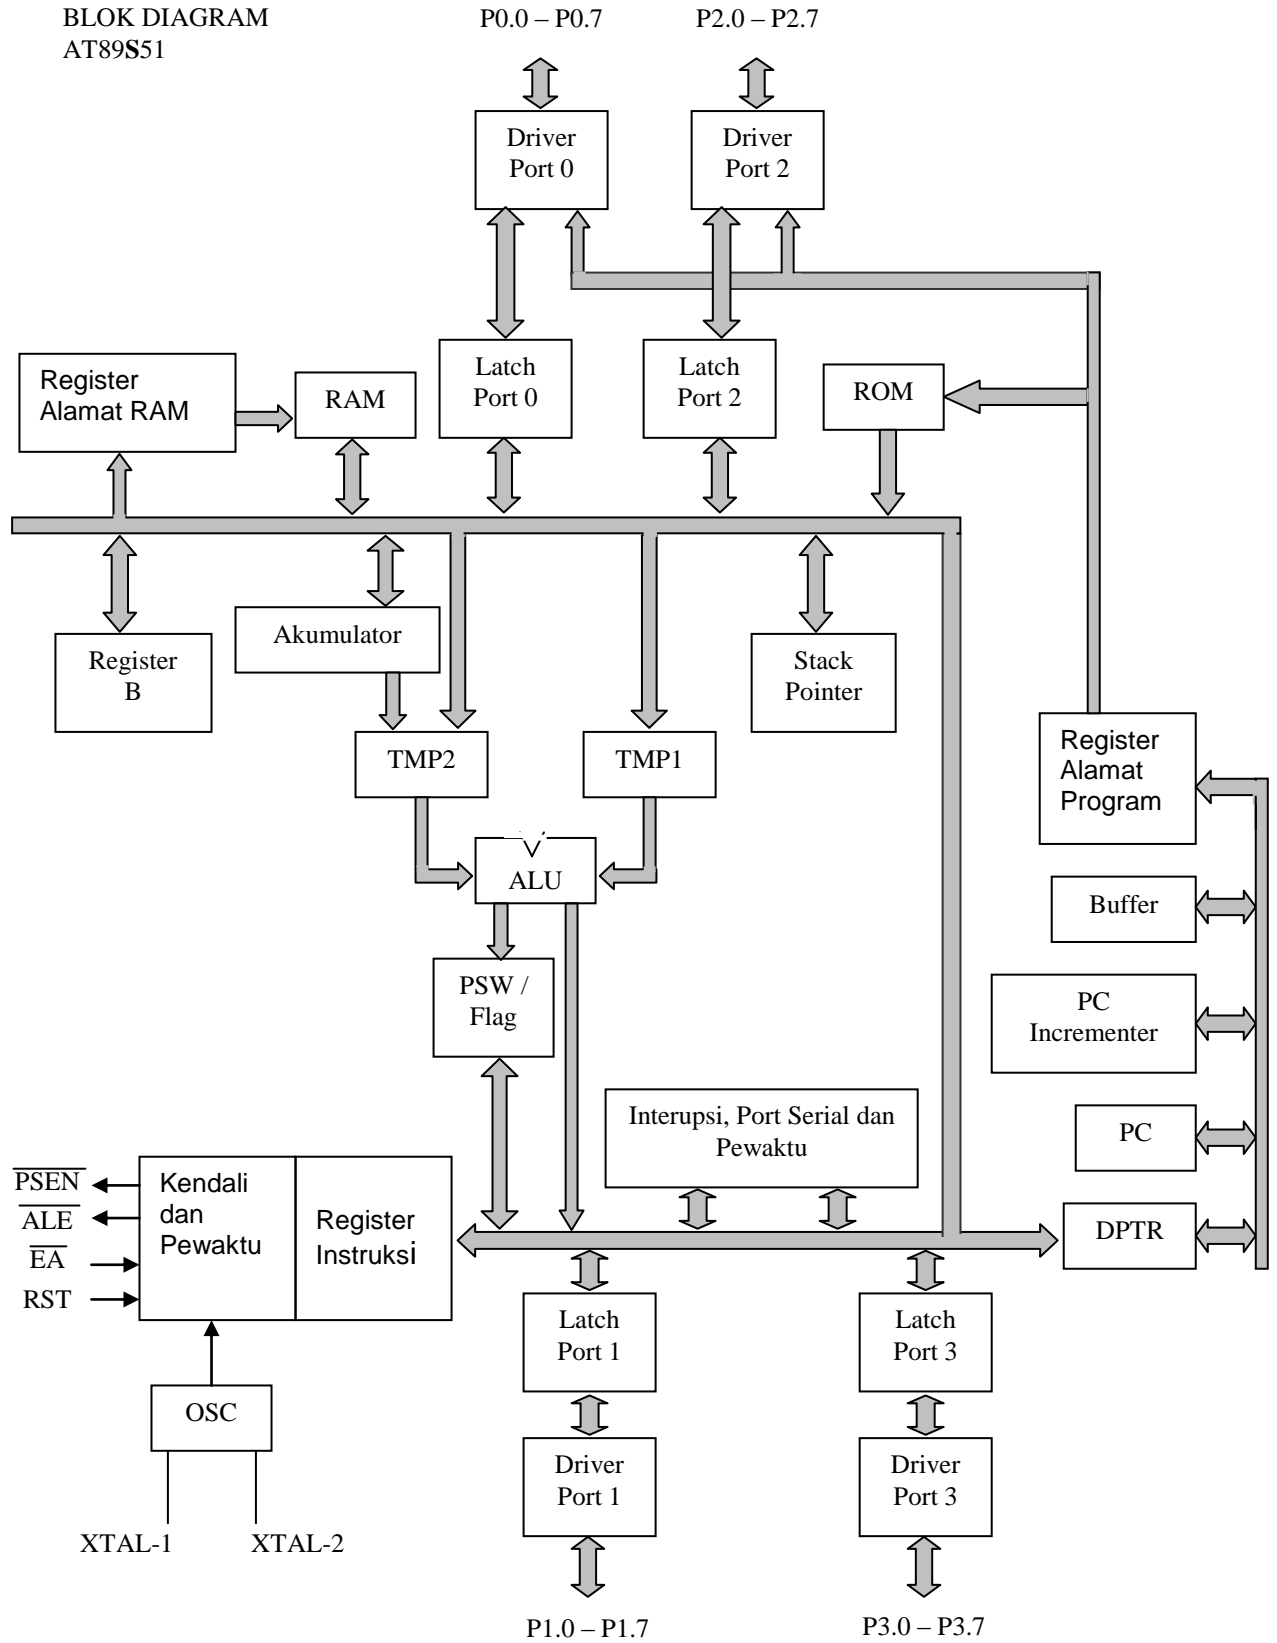 BLOK DIAGRAM
AT89S51
P0.0 – P0.7
P2.0 – P2.7
Driver
Port 0
Driver
Port 2
Register
Alamat RAM
RAM
Latch
Port 0
Latch
Port 2
ROM
Register
B
Akumulator
Stack
Pointer
TMP2
TMP1
Register
Alamat
Program
ALU
Buffer
PSW /
Flag
PC
Incrementer
Interupsi, Port Serial dan
Pewaktu
PC
PSEN
ALE
EA
RST
Kendali
dan
Pewaktu
Register
Instruksi
DPTR
Latch
Port 1
Latch
Port 3
OSC
Driver
Port 1
Driver
Port 3
XTAL-1
XTAL-2
P1.0 – P1.7
P3.0 – P3.7